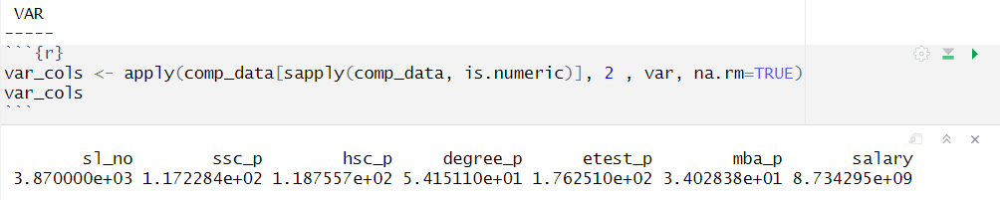 VAR
-----
```{r}
var_cols <- apply(comp_data[sapply(comp_data, is.numeric)], 2 , var, na.rm=TRUE)
var_cols
```
sl_no ssc_p hsc_p degree_p etest_p mba_p salary
3.870000e+03 1.172284e+02 1.187557e+02 5.415110e+01 1.762510e+02 3.402838e+01 8.734295e+09